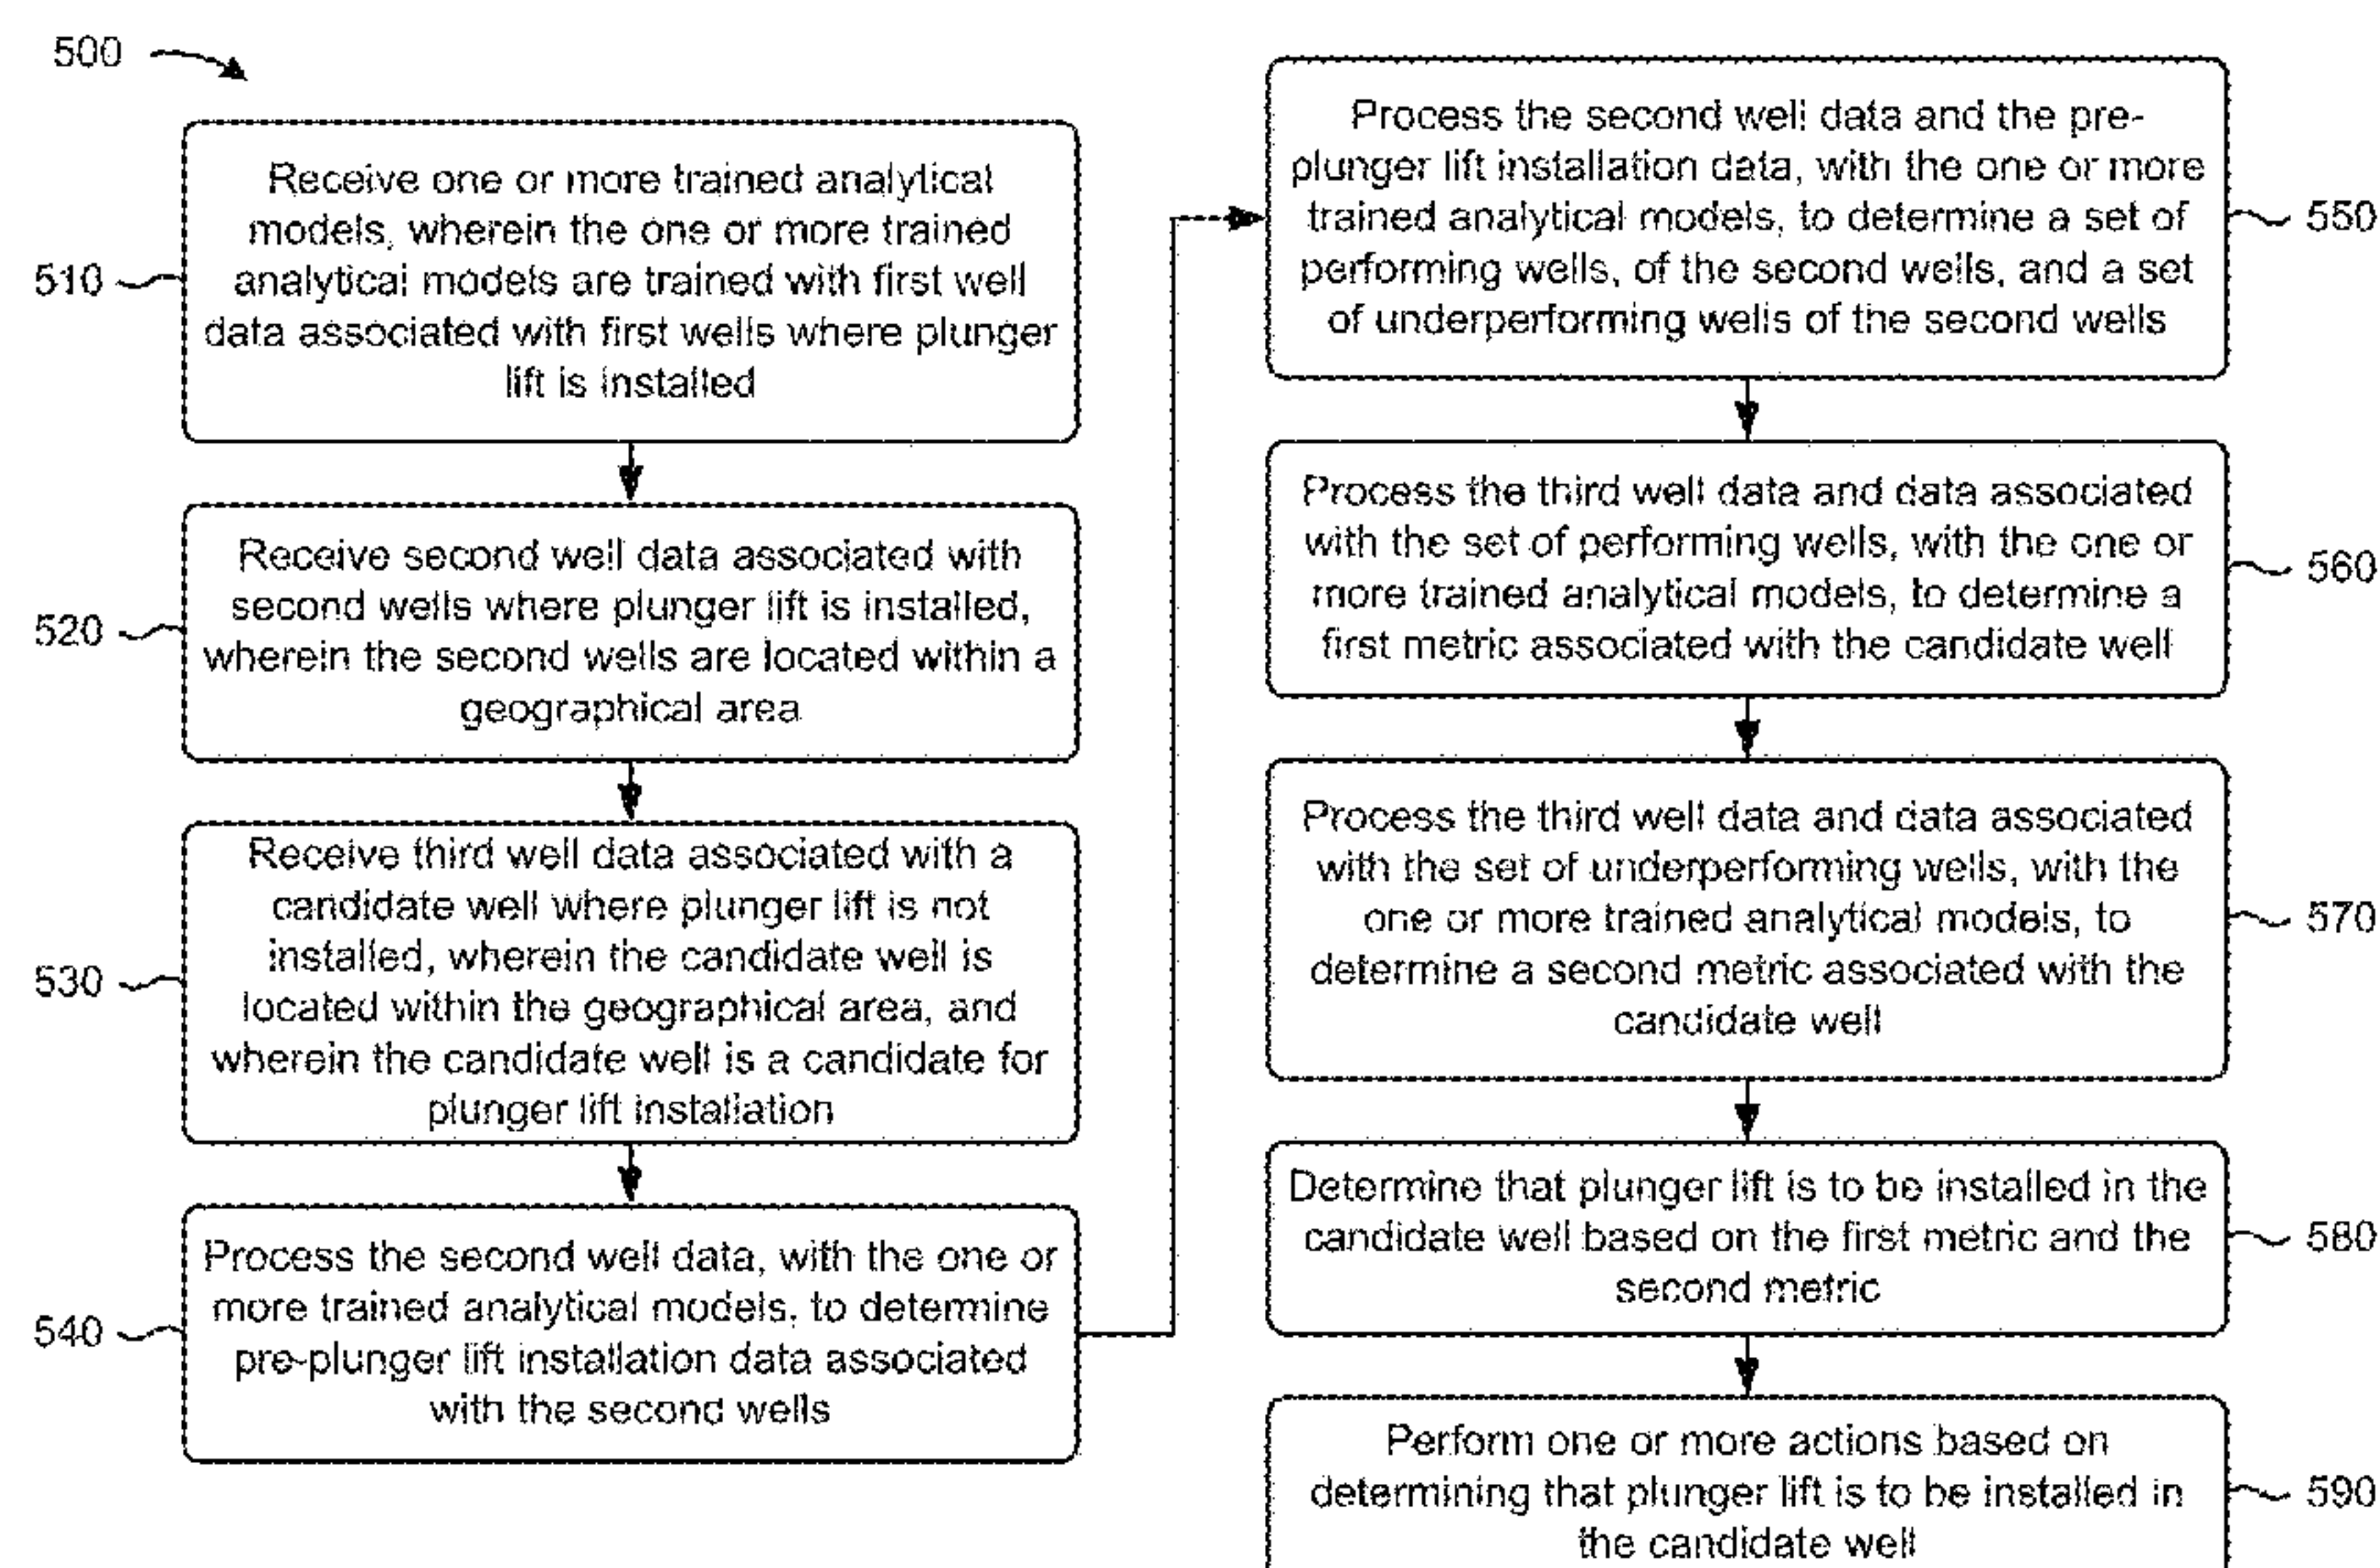 500
510
Receive one or more trained analytical
models, wherein the one or more trained
analytical models are trained with first well
data associated with first wells where plunger
lift is installed
520
Receive second well data associated with
second wells where plunger lift is installed,
wherein the second wells are located within a
geographical area
530
Receive third well data associated with a
candidate well where plunger lift is not
installed, wherein the candidate well is
located within the geographical area, and
wherein the candidate well is a candidate for
plunger lift installation
540
Process the second well data, with the one or
more trained analytical models, to determine
pre-plunger lift installation data associated
with the second wells
Process the second well data and the pre-
plunger lift installation data, with the one or more
trained analytical models, to determine a set of
performing wells, of the second wells, and a set
of underperforming wells of the second wells
550
Process the third well data and data associated
with the set of performing wells, with the one or
more trained analytical models, to determine a
first metric associated with the candidate well
560
Process the third well data and data associated
with the set of underperforming wells, with the
one or more trained analytical models, to
determine a second metric associated with the
candidate well
570
Determine that plunger lift is to be installed in the
candidate well based on the first metric and the
second metric
580
Perform one or more actions based on
determining that plunger lift is to be installed in
the candidate well
590